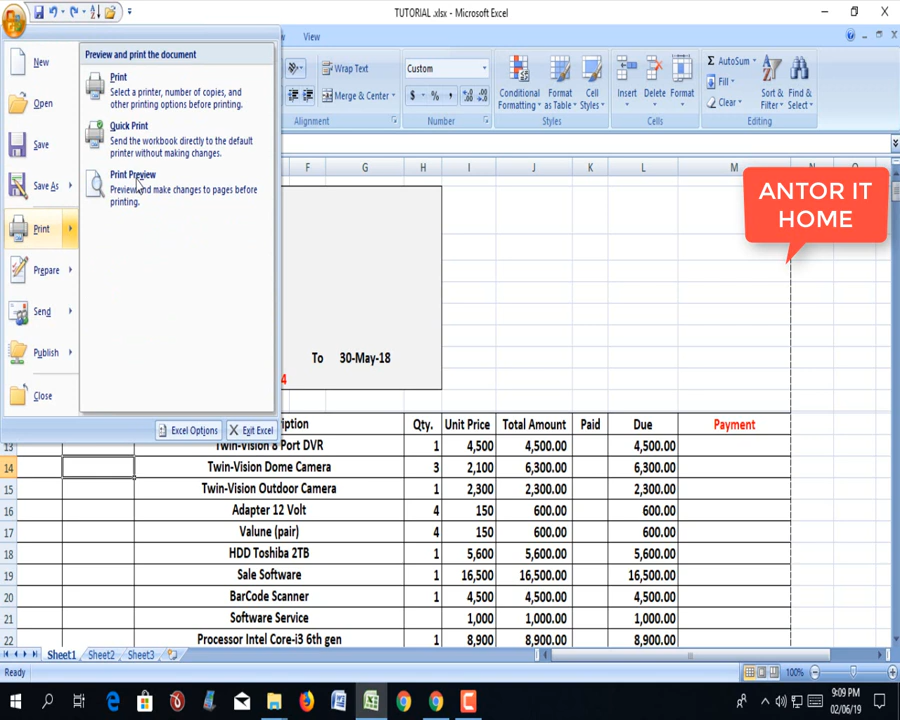 TUTORIAL .xlsx - Microsoft Excel
View
New
Open
Save
Save As
Print
Prepare
Send
Publish
Close
Preview and print the document
Print
Select a printer, number of copies, and
other printing options before printing.
Quick Print
Send the workbook directly to the default
printer without making changes.
Print Preview
Preview and make changes to pages before
printing.
Excel Options
Exit Excel
Wrap Text
Merge & Center
Alignment
Custom
$ % ,
Number
Conditional
Formatting
Format
as Table
Cell
Styles
Styles
Insert
Delete
Format
Cells
Σ AutoSum
Fill
Clear
Sort &
Filter
Find &
Select
Editing
F G H I J K L M
ANTOR IT
HOME
To 30-May-18
4
iption Qty. Unit Price Total Amount Paid Due Payment
13 Twin-Vision 8 Port DVR 1 4,500 4,500.00 4,500.00
14 Twin-Vision Dome Camera 3 2,100 6,300.00 6,300.00
15 Twin-Vision Outdoor Camera 1 2,300 2,300.00 2,300.00
16 Adapter 12 Volt 4 150 600.00 600.00
17 Valune (pair) 4 150 600.00 600.00
18 HDD Toshiba 2TB 1 5,600 5,600.00 5,600.00
19 Sale Software 1 16,500 16,500.00 16,500.00
20 BarCode Scanner 1 4,500 4,500.00 4,500.00
21 Software Service 1,000 1,000.00 1,000.00
22 Processor Intel Core-i3 6th gen 1 8,900 8,900.00 8,900.00
Sheet1 Sheet2 Sheet3
Ready
100%
9:09 PM
02/06/19